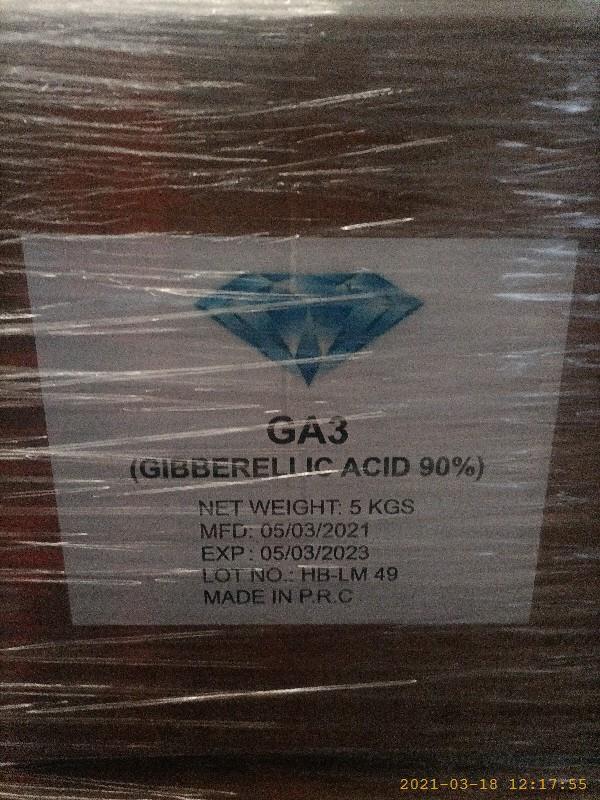 GA3
(GIBBERELLIC ACID 90%)
NET WEIGHT: 5 KGS
MFD: 05/03/2021
EXP : 05/03/2023
LOT NO.: HB-LM 49
MADE IN P.R.C
2021-03-18 12:17:55